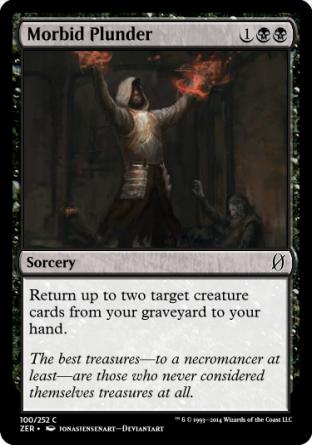 Morbid Plunder 1
Sorcery
Return up to two target creature
cards from your graveyard to your
hand.
The best treasures—to a necromancer at
least—are those who never considered
themselves treasures at all.
100/252 C
ZER • JONASJENSENART—DEVIANTART
™ & © 1993–2014 Wizards of the Coast LLC